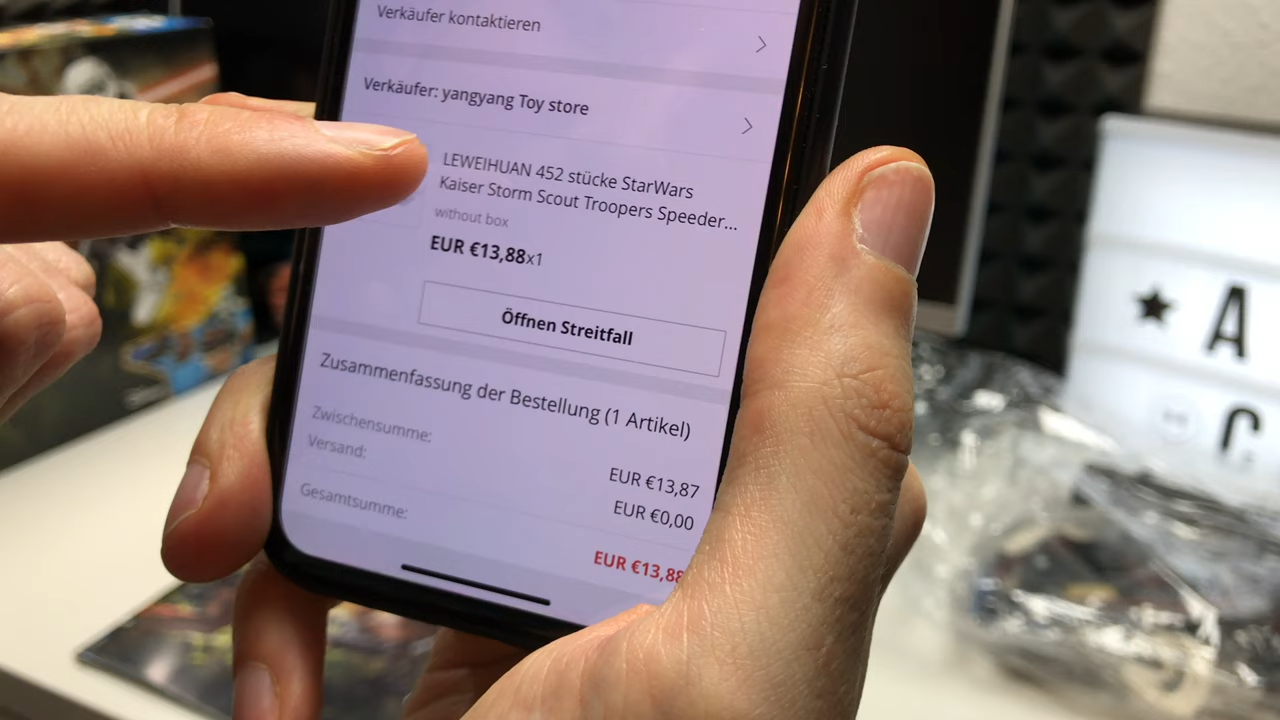 Verkäufer kontaktieren
Verkäufer: yangyang Toy store
LEWEIHUAN 452 stücke StarWars
Kaiser Storm Scout Troopers Speeder...
without box
EUR €13,88x1
Öffnen Streitfall
Zusammenfassung der Bestellung (1 Artikel)
Zwischensumme:
EUR €13,87
Versand:
EUR €0,00
Gesamtsumme:
EUR €13,88
★ A
C